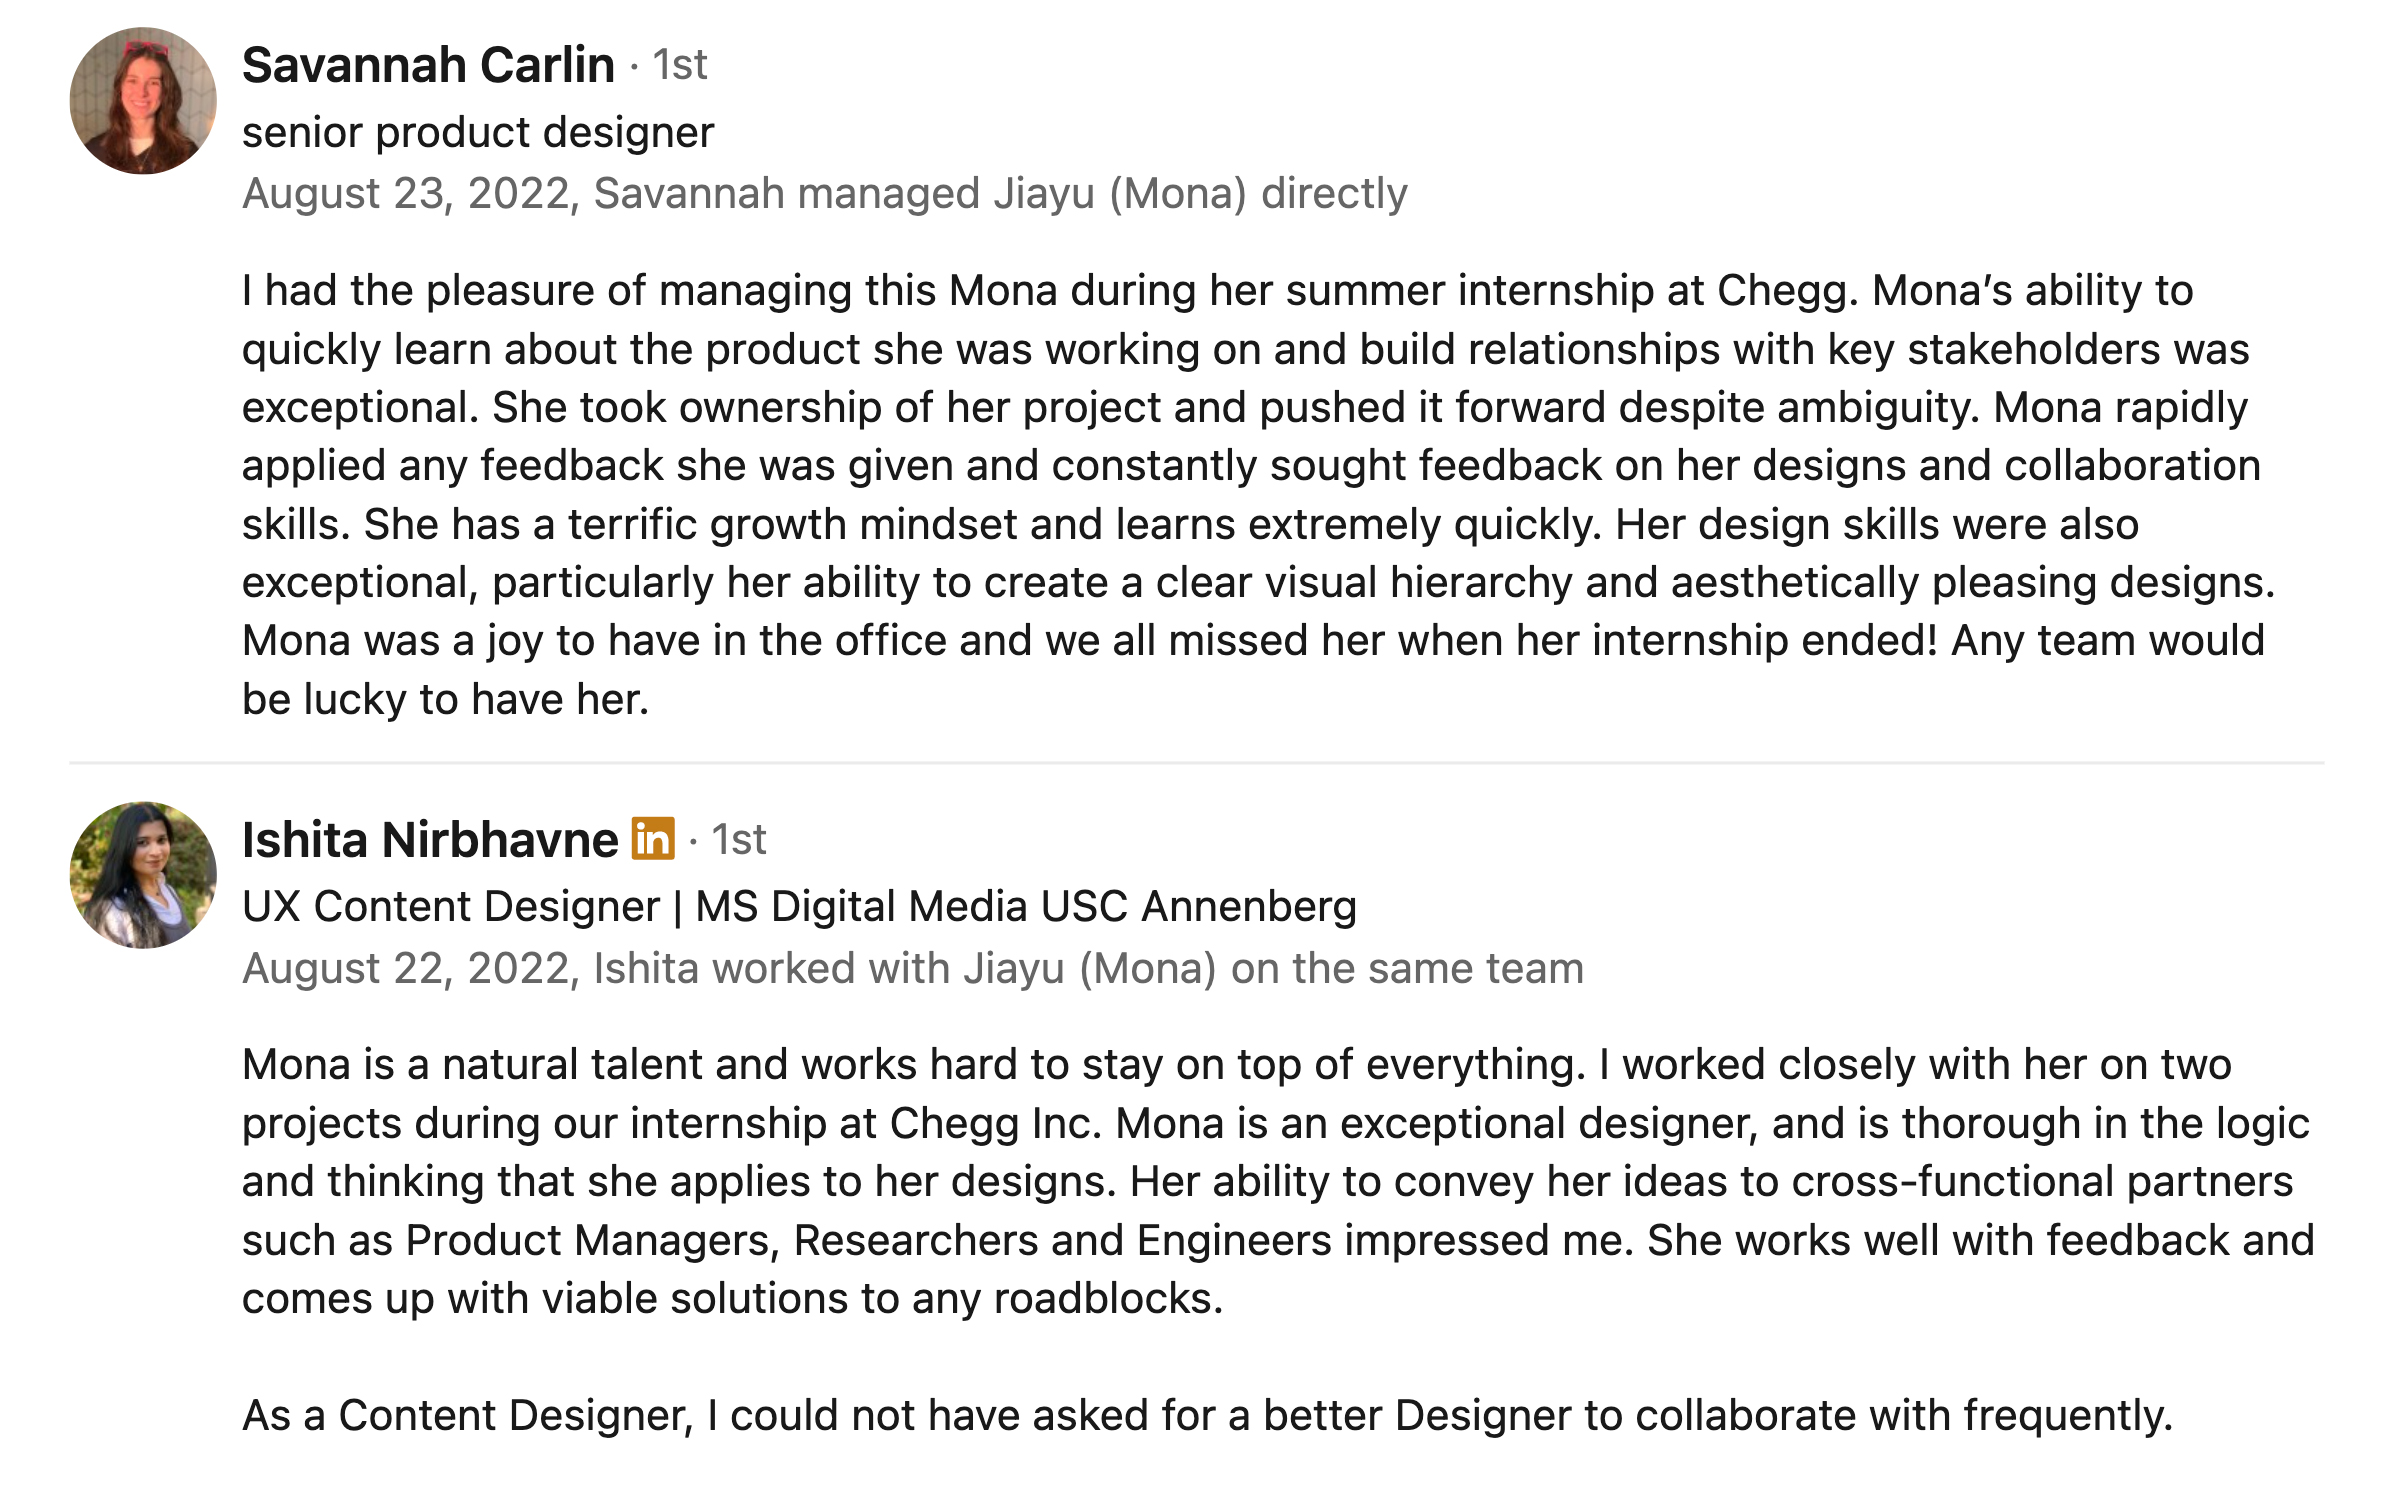 Savannah Carlin · 1st
senior product designer
August 23, 2022, Savannah managed Jiayu (Mona) directly
I had the pleasure of managing this Mona during her summer internship at Chegg. Mona’s ability to
quickly learn about the product she was working on and build relationships with key stakeholders was
exceptional. She took ownership of her project and pushed it forward despite ambiguity. Mona rapidly
applied any feedback she was given and constantly sought feedback on her designs and collaboration
skills. She has a terrific growth mindset and learns extremely quickly. Her design skills were also
exceptional, particularly her ability to create a clear visual hierarchy and aesthetically pleasing designs.
Mona was a joy to have in the office and we all missed her when her internship ended! Any team would
be lucky to have her.
Ishita Nirbhavne in · 1st
UX Content Designer | MS Digital Media USC Annenberg
August 22, 2022, Ishita worked with Jiayu (Mona) on the same team
Mona is a natural talent and works hard to stay on top of everything. I worked closely with her on two
projects during our internship at Chegg Inc. Mona is an exceptional designer, and is thorough in the logic
and thinking that she applies to her designs. Her ability to convey her ideas to cross-functional partners
such as Product Managers, Researchers and Engineers impressed me. She works well with feedback and
comes up with viable solutions to any roadblocks.
As a Content Designer, I could not have asked for a better Designer to collaborate with frequently.